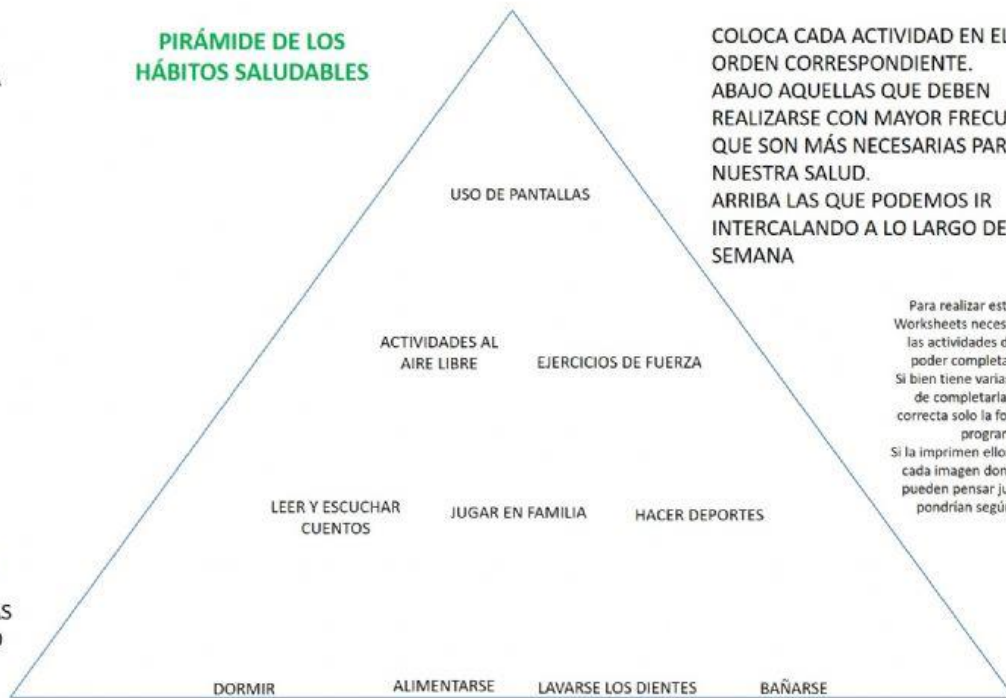 PIRÁMIDE DE LOS
HÁBITOS SALUDABLES
COLOCA CADA ACTIVIDAD EN EL
ORDEN CORRESPONDIENTE.
ABAJO AQUELLAS QUE DEBEN
REALIZARSE CON MAYOR
QUE SON MÁS NECESARIAS
NUESTRA SALUD.
ARRIBA LAS QUE PODEMOS IR
INTERCALANDO A LO LARGO DE
SEMANA
USO DE PANTALLAS
Para realizar
Worksheets
las actividades
poder
Si bien tiene
de
correcta solo la
Si la imprimen
cada imagen
pueden pensar
pondrían
ACTIVIDADES AL
AIRE LIBRE
EJERCICIOS DE FUERZA
LEER Y ESCUCHAR
CUENTOS
JUGAR EN FAMILIA
HACER DEPORTES
DORMIR
ALIMENTARSE
LAVARSE LOS DIENTES
BAÑARSE